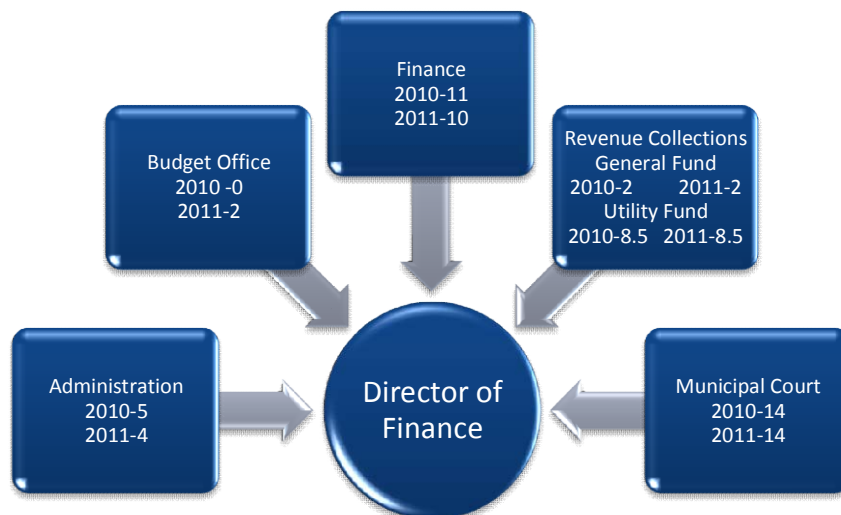 Finance
2010-11
2011-10
Budget Office
2010 -0
2011-2
Revenue Collections
General Fund
2010-2 2011-2
Utility Fund
2010-8.5 2011-8.5
Administration
2010-5
2011-4
Director of
Finance
Municipal Court
2010-14
2011-14